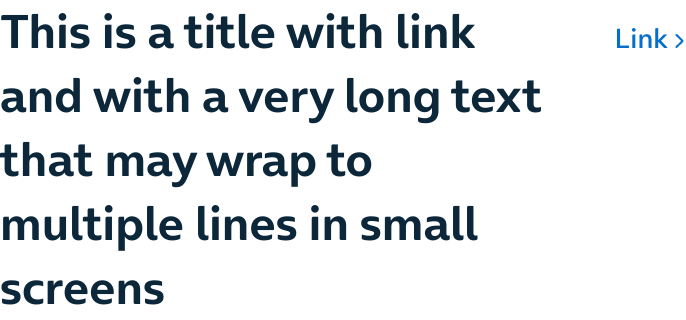 This is a title with link
Link >
and with a very long text
that may wrap to
multiple lines in small
screens